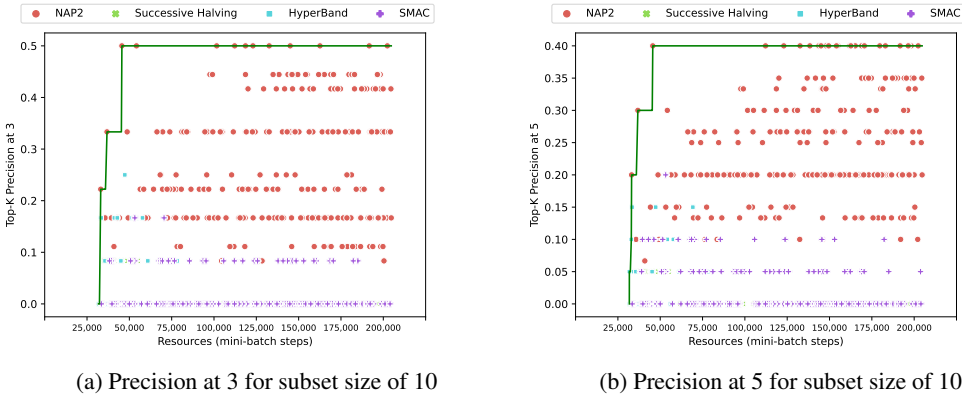 NAP2 Successive Halving HyperBand SMAC
0.5
0.4
0.3
0.2
0.1
0.0
Top-K Precision at 3
25,000 50,000 75,000 100,000 125,000 150,000 175,000 200,000
Resources (mini-batch steps)
(a) Precision at 3 for subset size of 10
NAP2 Successive Halving HyperBand SMAC
0.40
0.35
0.30
0.25
0.20
0.15
0.10
0.05
0.00
Top-K Precision at 5
25,000 50,000 75,000 100,000 125,000 150,000 175,000 200,000
Resources (mini-batch steps)
(b) Precision at 5 for subset size of 10